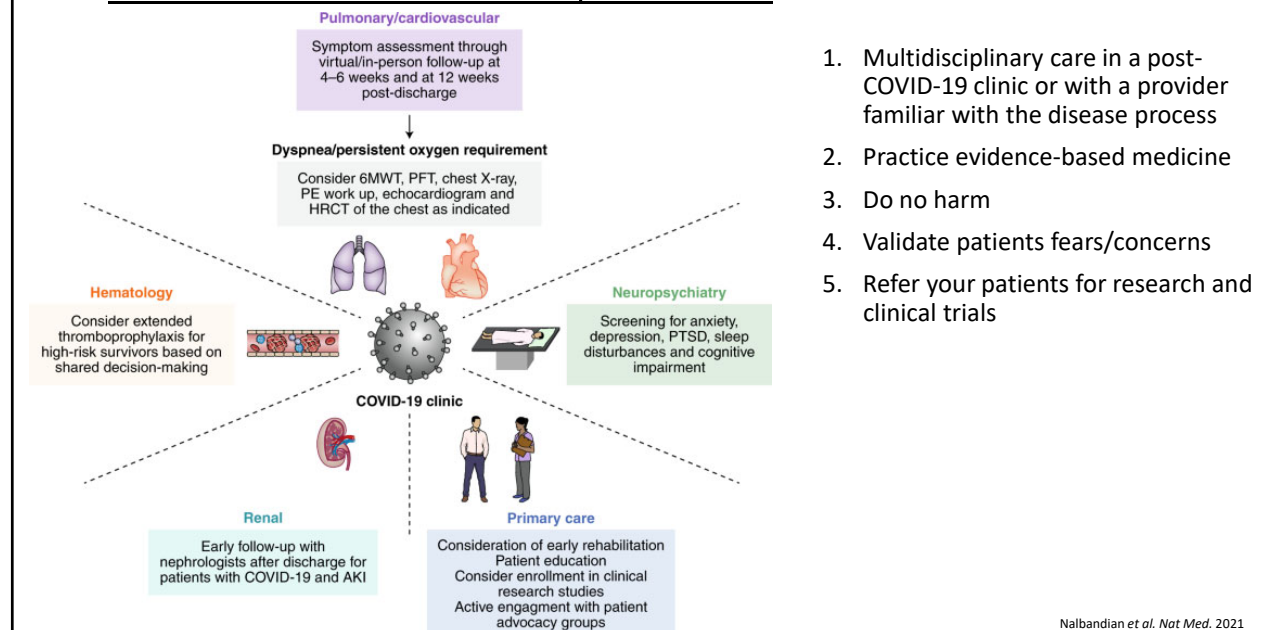 Pulmonary/cardiovascular
Symptom assessment through
virtual/in-person follow-up at
4–6 weeks and at 12 weeks
post-discharge
Dyspnea/persistent oxygen requirement
Consider 6MWT, PFT, chest X-ray,
PE work up, echocardiogram and
HRCT of the chest as indicated
Hematology
Consider extended
thromboprophylaxis for
high-risk survivors based on
shared decision-making
Neuropsychiatry
Screening for anxiety,
depression, PTSD, sleep
disturbances and cognitive
impairment
COVID-19 clinic
Renal
Early follow-up with
nephrologists after discharge for
patients with COVID-19 and AKI
Primary care
Consideration of early rehabilitation
Patient education
Consider enrollment in clinical
research studies
Active engagment with patient
advocacy groups
1. Multidisciplinary care in a post-
COVID-19 clinic or with a provider
familiar with the disease process
2. Practice evidence-based medicine
3. Do no harm
4. Validate patients fears/concerns
5. Refer your patients for research and
clinical trials
Nalbandian et al. Nat Med. 2021